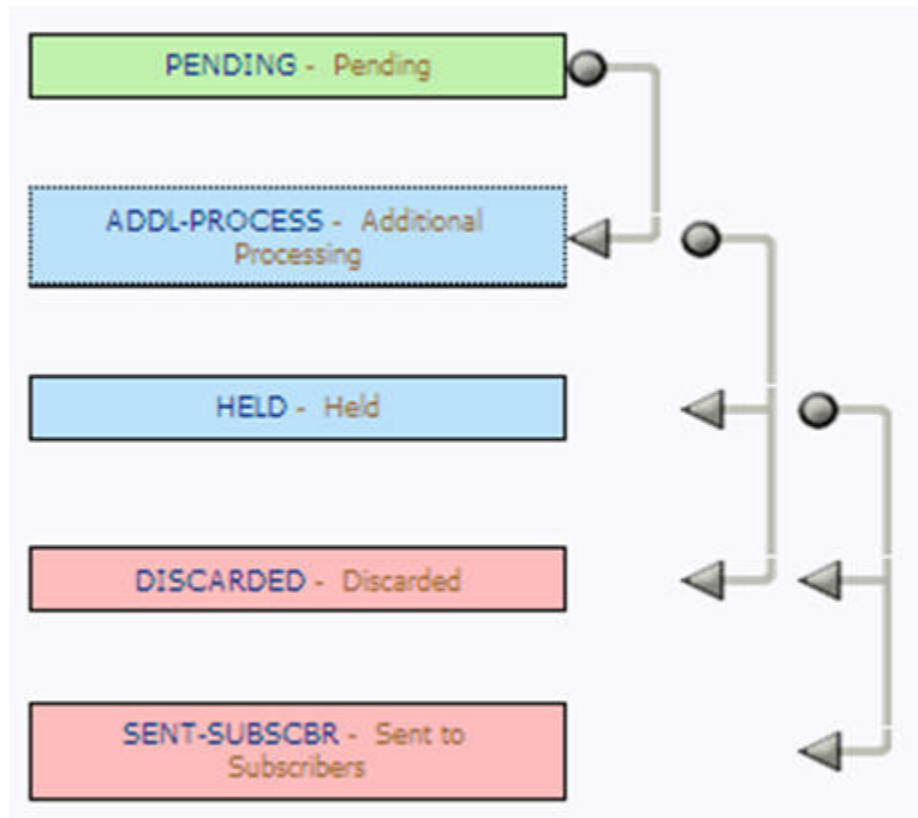 PENDING - Pending
ADDL-PROCESS - Additional
Processing
HELD - Held
DISCARDED - Discarded
SENT-SUBSCBR - Sent to
Subscribers